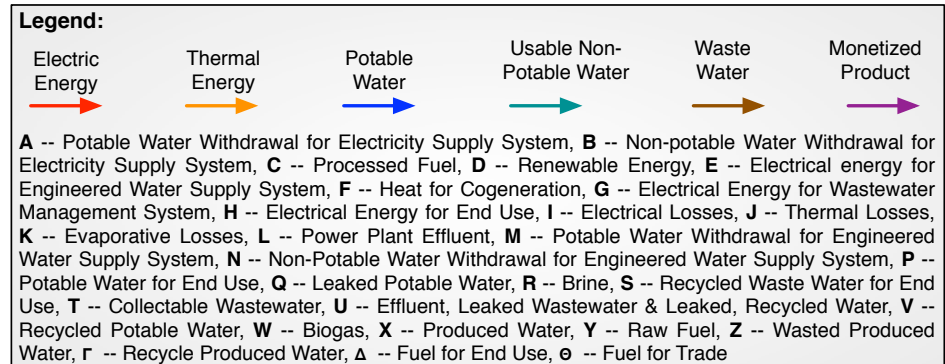 Legend:
Electric Energy
Thermal Energy
Potable Water
Usable Non-Potable Water
Waste Water
Monetized Product
A -- Potable Water Withdrawal for Electricity Supply System, B -- Non-potable Water Withdrawal for
Electricity Supply System, C -- Processed Fuel, D -- Renewable Energy, E -- Electrical energy for
Engineered Water Supply System, F -- Heat for Cogeneration, G -- Electrical Energy for Wastewater
Management System, H -- Electrical Energy for End Use, I -- Electrical Losses, J -- Thermal Losses,
K -- Evaporative Losses, L -- Power Plant Effluent, M -- Potable Water Withdrawal for Engineered
Water Supply System, N -- Non-Potable Water Withdrawal for Engineered Water Supply System, P --
Potable Water for End Use, Q -- Leaked Potable Water, R -- Brine, S -- Recycled Waste Water for End
Use, T -- Collectable Wastewater, U -- Effluent, Leaked Wastewater & Leaked, Recycled Water, V --
Recycled Potable Water, W -- Biogas, X -- Produced Water, Y -- Raw Fuel, Z -- Wasted Produced
Water, Γ -- Recycle Produced Water, Δ -- Fuel for End Use, Θ -- Fuel for Trade